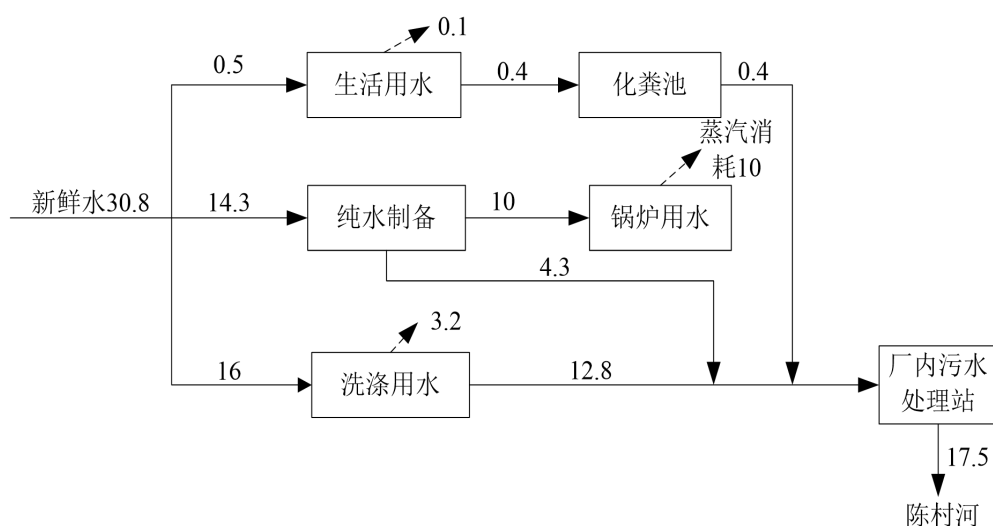 0.1
0.5
生活用水
0.4
化粪池
0.4
蒸汽消
耗10
新鲜水30.8
14.3
纯水制备
10
锅炉用水
4.3
3.2
16
洗涤用水
12.8
厂内污水
处理站
17.5
陈村河